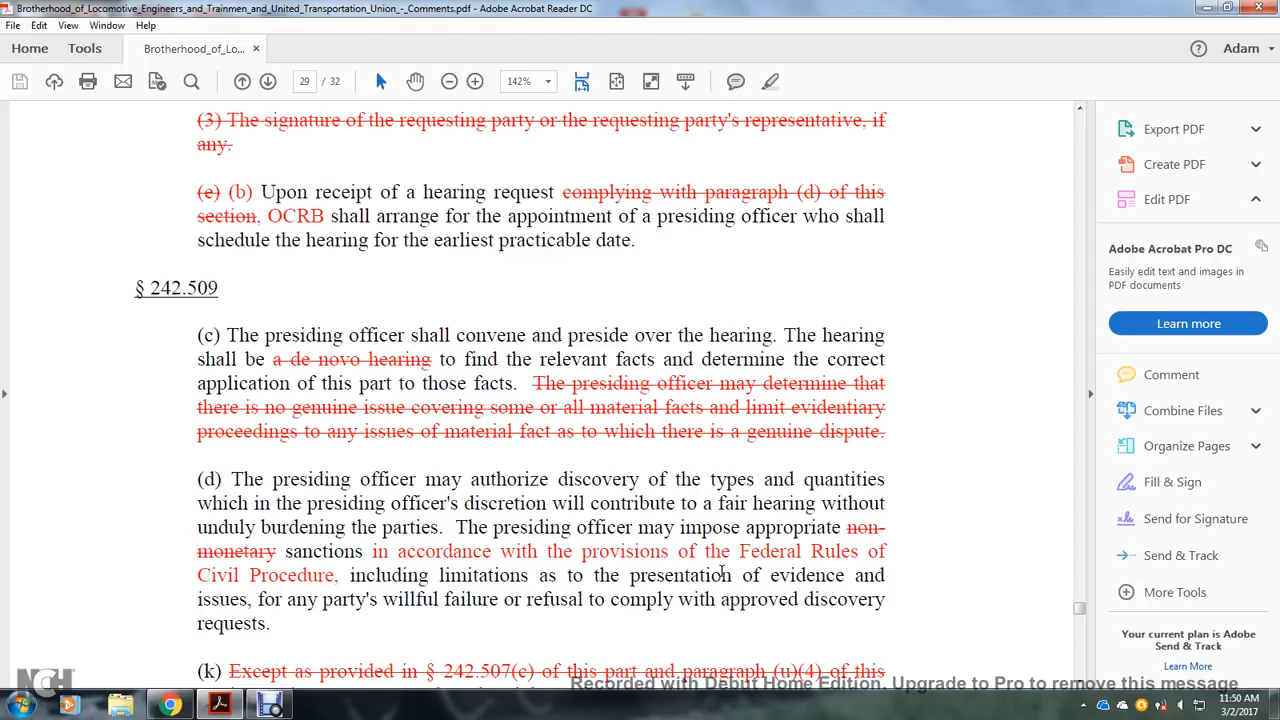 Brotherhood_of_Locomotive_Engineers_and_Trainmen_and_United_Transportation_Union_-_Comments.pdf - Adobe Acrobat Reader DC
File Edit View Window Help
Home Tools Brotherhood_of_Lo... × Adam
29 / 32 142%
(3) The signature of the requesting party or the requesting party's representative, if
any.
(e) (b) Upon receipt of a hearing request complying with paragraph (d) of this
section, OCRB shall arrange for the appointment of a presiding officer who shall
schedule the hearing for the earliest practicable date.
§ 242.509
(c) The presiding officer shall convene and preside over the hearing. The hearing
shall be a de novo hearing to find the relevant facts and determine the correct
application of this part to those facts. The presiding officer may determine that
there is no genuine issue covering some or all material facts and limit evidentiary
proceedings to any issues of material fact as to which there is a genuine dispute.
(d) The presiding officer may authorize discovery of the types and quantities
which in the presiding officer's discretion will contribute to a fair hearing without
unduly burdening the parties. The presiding officer may impose appropriate non-
monetary sanctions in accordance with the provisions of the Federal Rules of
Civil Procedure, including limitations as to the presentation of evidence and
issues, for any party's willful failure or refusal to comply with approved discovery
requests.
(k) Except as provided in § 242.507(c) of this part and paragraph (u)(4) of this
Export PDF
Create PDF
Edit PDF
Adobe Acrobat Pro DC
Easily edit text and images in
PDF documents
Learn more
Comment
Combine Files
Organize Pages
Fill & Sign
Send for Signature
Send & Track
More Tools
Your current plan is Adobe
Send & Track
Learn More
NCH
Recorded with Debut Home Edition. Upgrade to Pro to remove this message
11:50 AM
3/2/2017